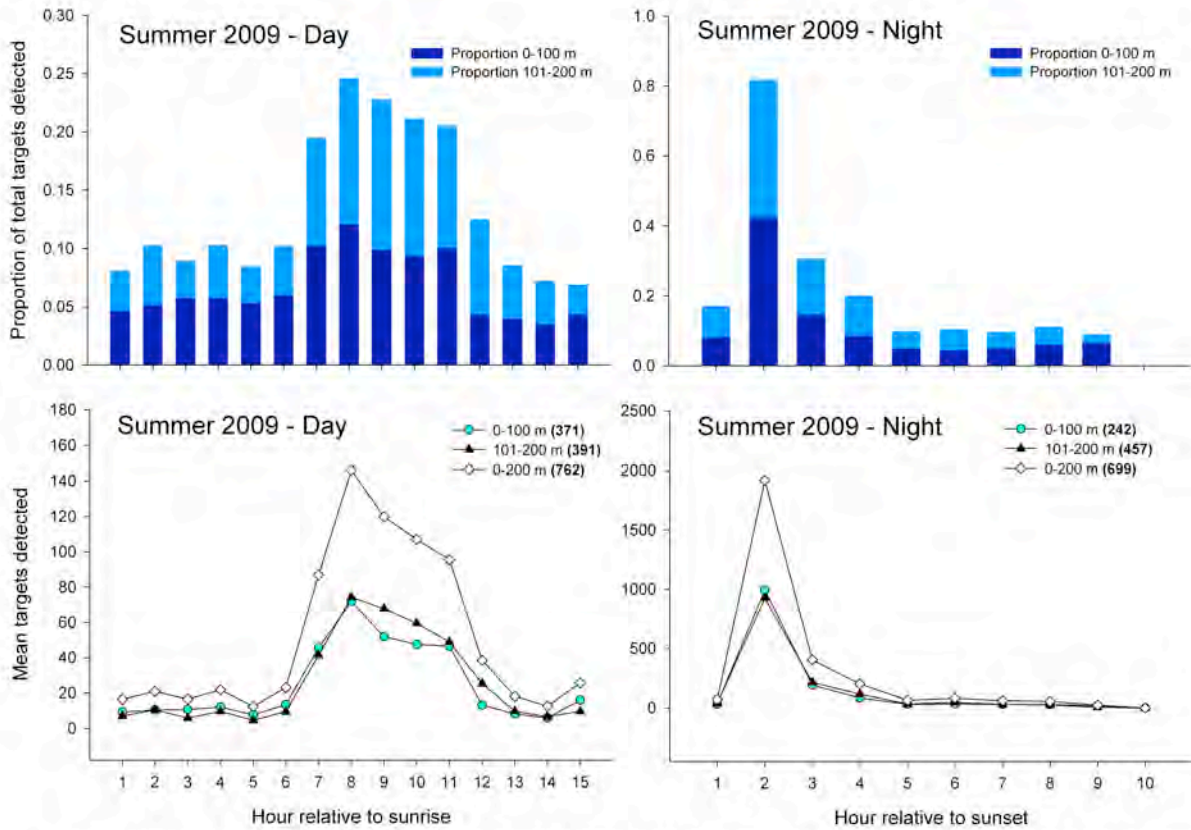 Summer 2009 - Day
Proportion 0-100 m
Proportion 101-200 m
Proportion of total targets detected
0.30
0.25
0.20
0.15
0.10
0.05
0.00
Summer 2009 - Night
Proportion 0-100 m
Proportion 101-200 m
1.0
0.8
0.6
0.4
0.2
0.0
Summer 2009 - Day
0-100 m (371)
101-200 m (391)
0-200 m (762)
Mean targets detected
180
160
140
120
100
80
60
40
20
0
1 2 3 4 5 6 7 8 9 10 11 12 13 14 15
Hour relative to sunrise
Summer 2009 - Night
0-100 m (242)
101-200 m (457)
0-200 m (699)
2500
2000
1500
1000
500
0
1 2 3 4 5 6 7 8 9 10
Hour relative to sunset